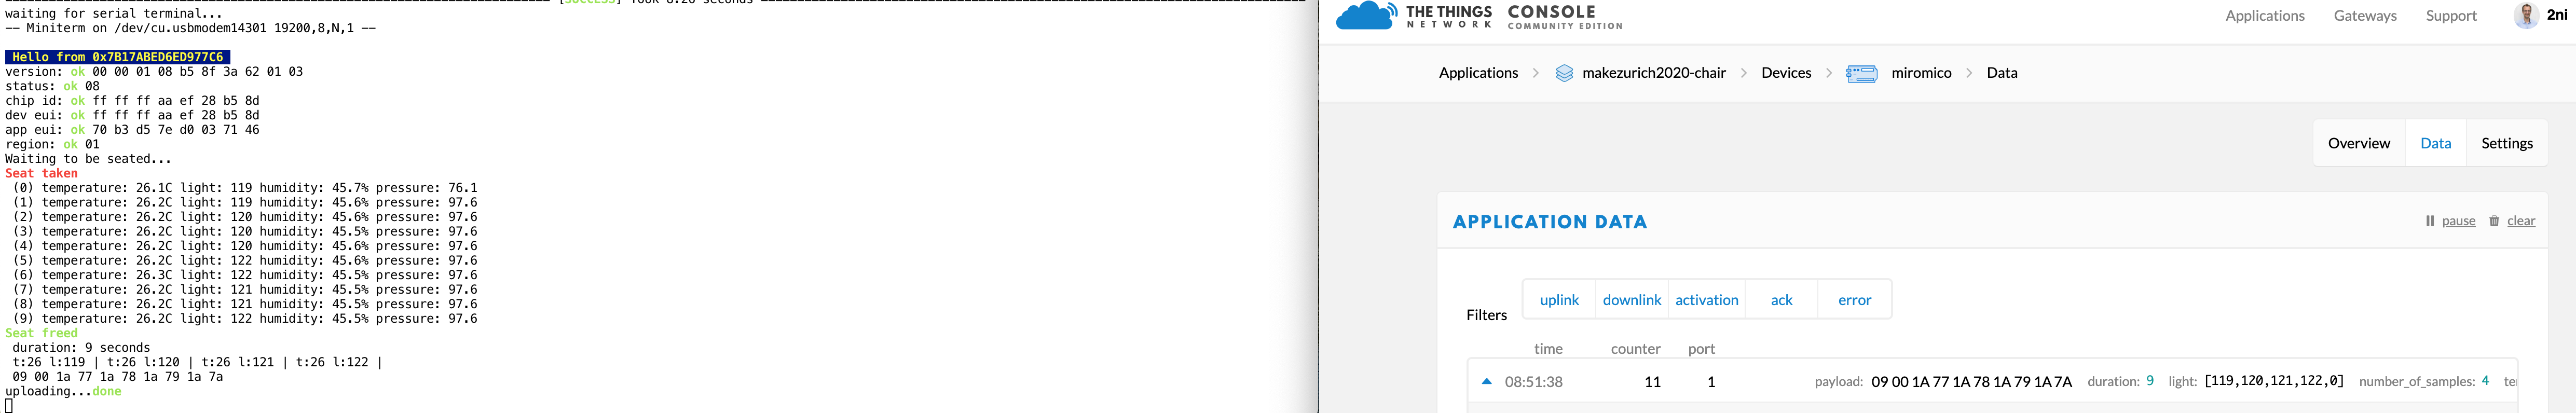 [SUCCESS] Took 8.20 seconds
waiting for serial terminal...
-- Miniterm on /dev/cu.usbmodem14301 19200,8,N,1 --
Hello from 0x7B17ABED6ED977C6
version: ok 00 00 01 08 b5 8f 3a 62 01 03
status: ok 08
chip id: ok ff ff ff aa ef 28 b5 8d
dev eui: ok ff ff ff aa ef 28 b5 8d
app eui: ok 70 b3 d5 7e d0 03 71 46
region: ok 01
Waiting to be seated...
Seat taken
(0) temperature: 26.1C light: 119 humidity: 45.7% pressure: 76.1
(1) temperature: 26.2C light: 119 humidity: 45.6% pressure: 97.6
(2) temperature: 26.2C light: 120 humidity: 45.6% pressure: 97.6
(3) temperature: 26.2C light: 120 humidity: 45.5% pressure: 97.6
(4) temperature: 26.2C light: 120 humidity: 45.6% pressure: 97.6
(5) temperature: 26.2C light: 122 humidity: 45.6% pressure: 97.6
(6) temperature: 26.3C light: 122 humidity: 45.5% pressure: 97.6
(7) temperature: 26.2C light: 121 humidity: 45.5% pressure: 97.6
(8) temperature: 26.2C light: 121 humidity: 45.5% pressure: 97.6
(9) temperature: 26.2C light: 122 humidity: 45.5% pressure: 97.6
Seat freed
duration: 9 seconds
t:26 l:119 | t:26 l:120 | t:26 l:121 | t:26 l:122 |
09 00 1a 77 1a 78 1a 79 1a 7a
uploading...done
THE THINGS NETWORK
CONSOLE
COMMUNITY EDITION
Applications Gateways Support 2ni
Applications > makezurich2020-chair > Devices > miromico > Data
Overview Data Settings
APPLICATION DATA
pause clear
Filters uplink downlink activation ack error
time counter port
08:51:38 11 1 payload: 09 00 1A 77 1A 78 1A 79 1A 7A duration: 9 light: [119,120,121,122,0] number_of_samples: 4